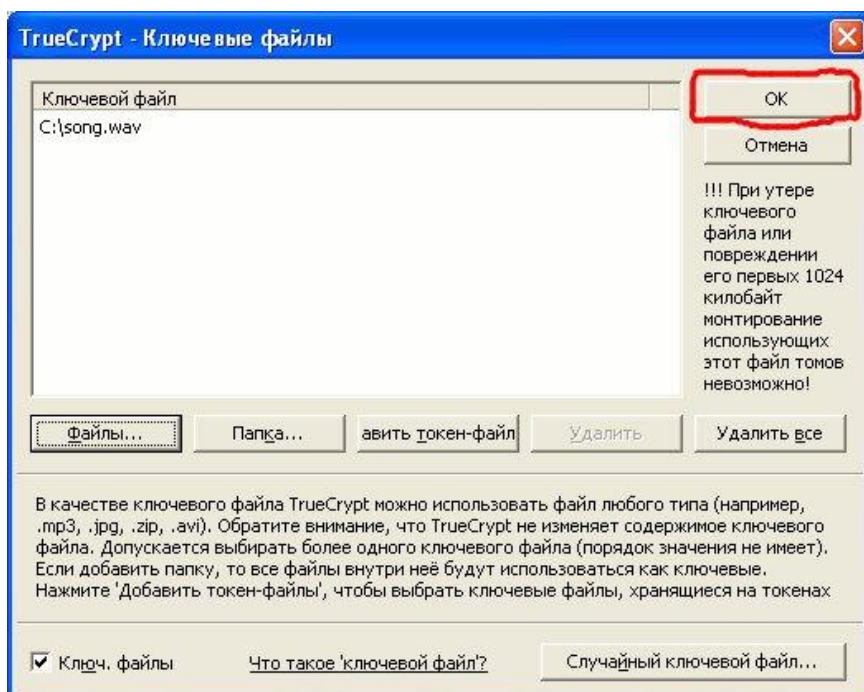 TrueCrypt - Ключевые файлы
Ключевой файл
C:\song.wav
OK
Отмена
!!! При утере
ключевого
файла или
повреждении
его первых 1024
килобайт
монтирование
использующих
этот файл томов
невозможно!
Файлы...
Папка...
авить токен-файл
Удалить
Удалить все
В качестве ключевого файла TrueCrypt можно использовать файл любого типа (например,
.mp3, .jpg, .zip, .avi). Обратите внимание, что TrueCrypt не изменяет содержимое ключевого
файла. Допускается выбирать более одного ключевого файла (порядок значения не имеет).
Если добавить папку, то все файлы внутри неё будут использоваться как ключевые.
Нажмите 'Добавить токен-файлы', чтобы выбрать ключевые файлы, хранящиеся на токенах
Ключ. файлы
Что такое 'ключевой файл'?
Случайный ключевой файл...